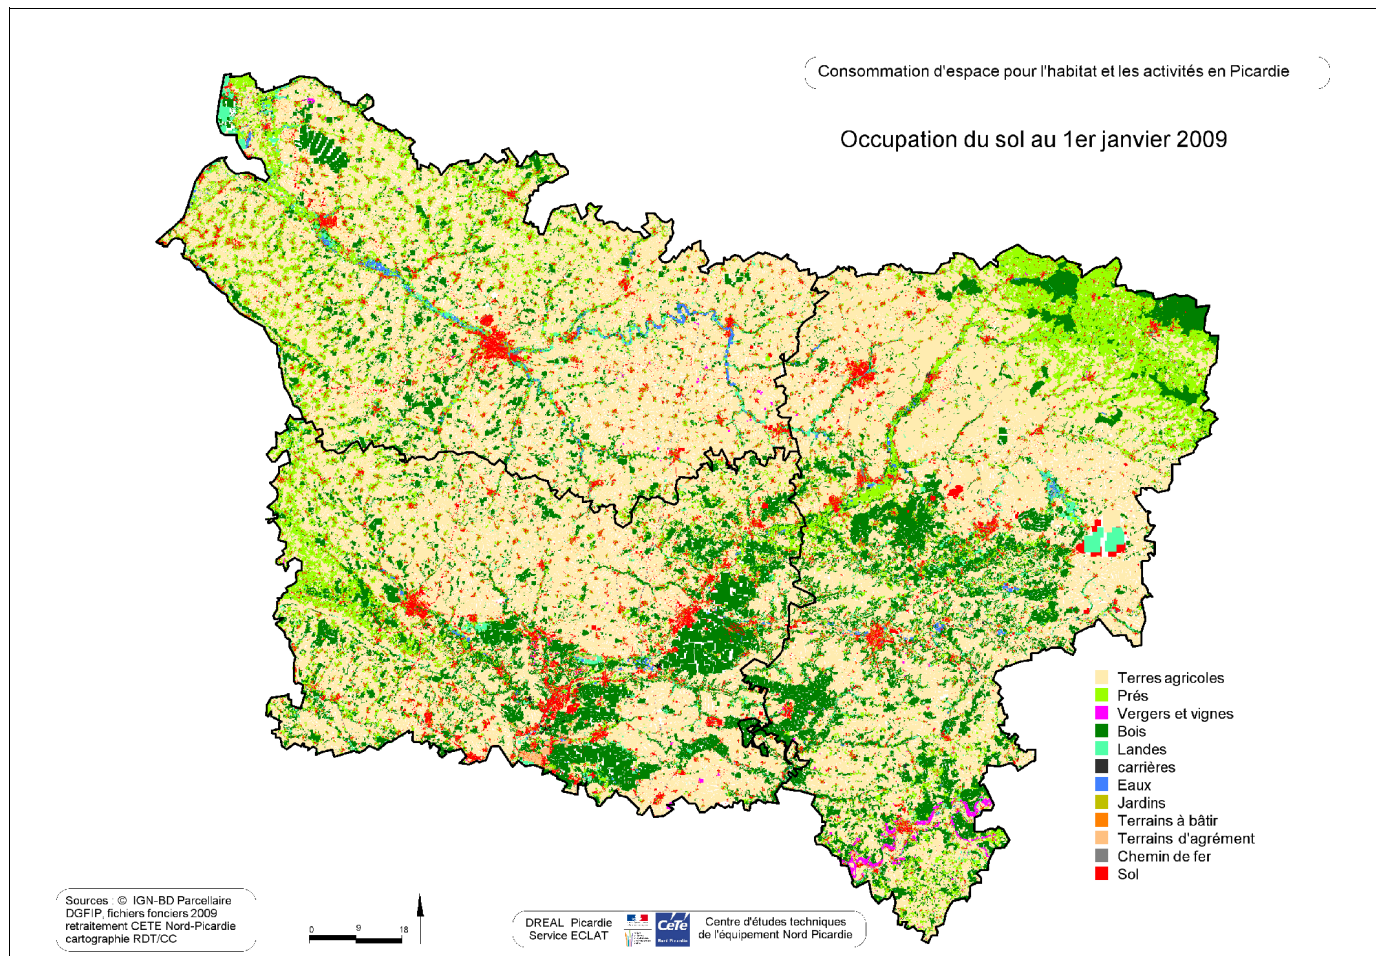 Consommation d'espace pour l'habitat et les activités en Picardie
Occupation du sol au 1er janvier 2009
Terres agricoles
Prés
Vergers et vignes
Bois
Landes
carrières
Eaux
Jardins
Terrains à bâtir
Terrains d'agrément
Chemin de fer
Sol
Sources : © IGN-BD Parcellaire
DGFIP, fichiers fonciers 2009
retraitement CETE Nord-Picardie
cartographie RDT/CC
0 9 18
DREAL Picardie
Service ECLAT
CeTe
Nord Picardie
Centre d'études techniques
de l'équipement Nord Picardie